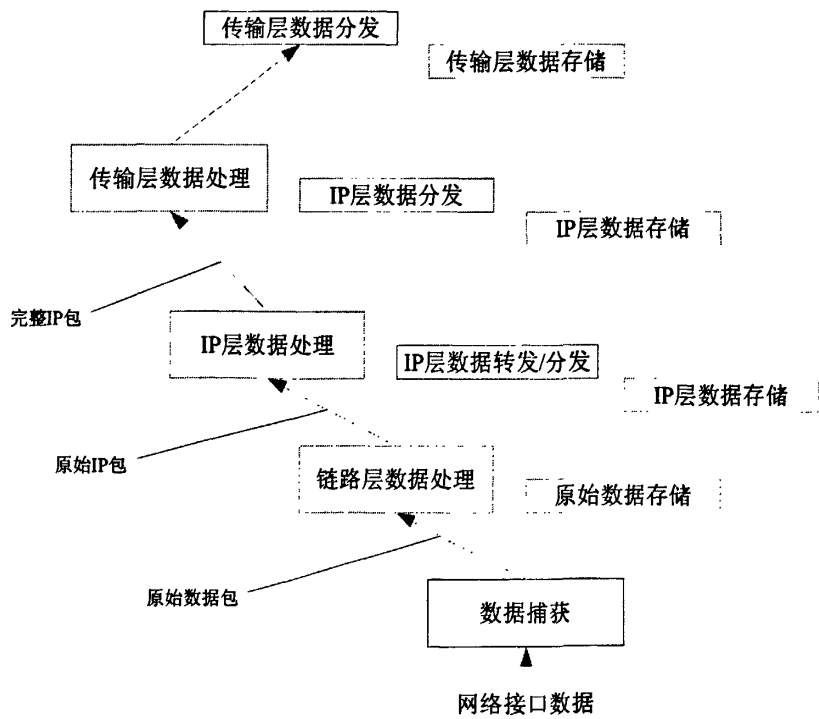 传输层数据分发
传输层数据存储
传输层数据处理
IP层数据分发
IP层数据存储
完整IP包
IP层数据处理
IP层数据转发/分发
IP层数据存储
原始IP包
链路层数据处理
原始数据存储
原始数据包
数据捕获
网络接口数据